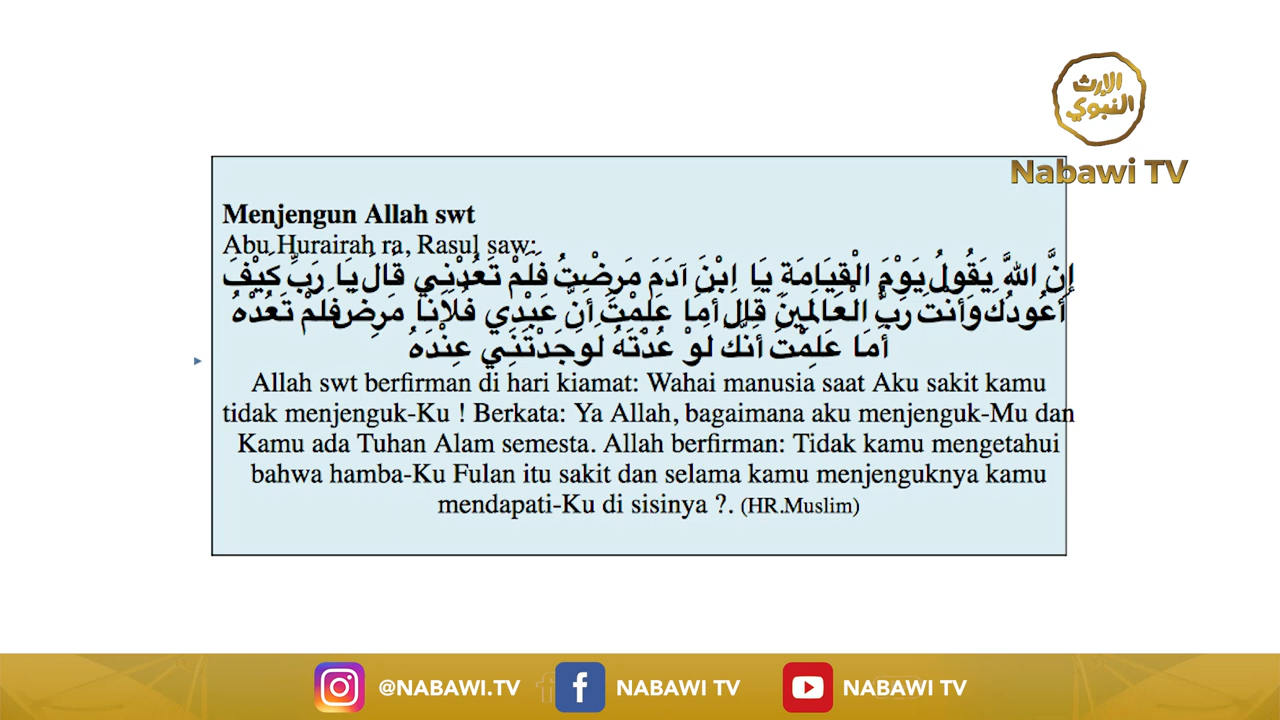 الإرث
النبوي
Nabawi TV
Menjengun Allah swt
Abu Hurairah ra, Rasul saw:
إِنَّ اللَّهَ يَقُولُ يَوْمَ الْقِيَامَةِ يَا ابْنَ آدَمَ مَرِضْتُ فَلَمْ تَعُدْنِي قَالَ يَا رَبِّ كَيْفَ
أَعُودُكَ وَأَنْتَ رَبُّ الْعَالَمِينَ قَالَ أَمَا عَلِمْتَ أَنَّ عَبْدِي فُلَانًا مَرِضَ فَلَمْ تَعُدْهُ
أَمَا عَلِمْتَ أَنَّكَ لَوْ عُدْتَهُ لَوَجَدْتَنِي عِنْدَهُ
Allah swt berfirman di hari kiamat: Wahai manusia saat Aku sakit kamu
tidak menjenguk-Ku ! Berkata: Ya Allah, bagaimana aku menjenguk-Mu dan
Kamu ada Tuhan Alam semesta. Allah berfirman: Tidak kamu mengetahui
bahwa hamba-Ku Fulan itu sakit dan selama kamu menjenguknya kamu
mendapati-Ku di sisinya ?. (HR.Muslim)
@NABAWI.TV NABAWI TV NABAWI TV